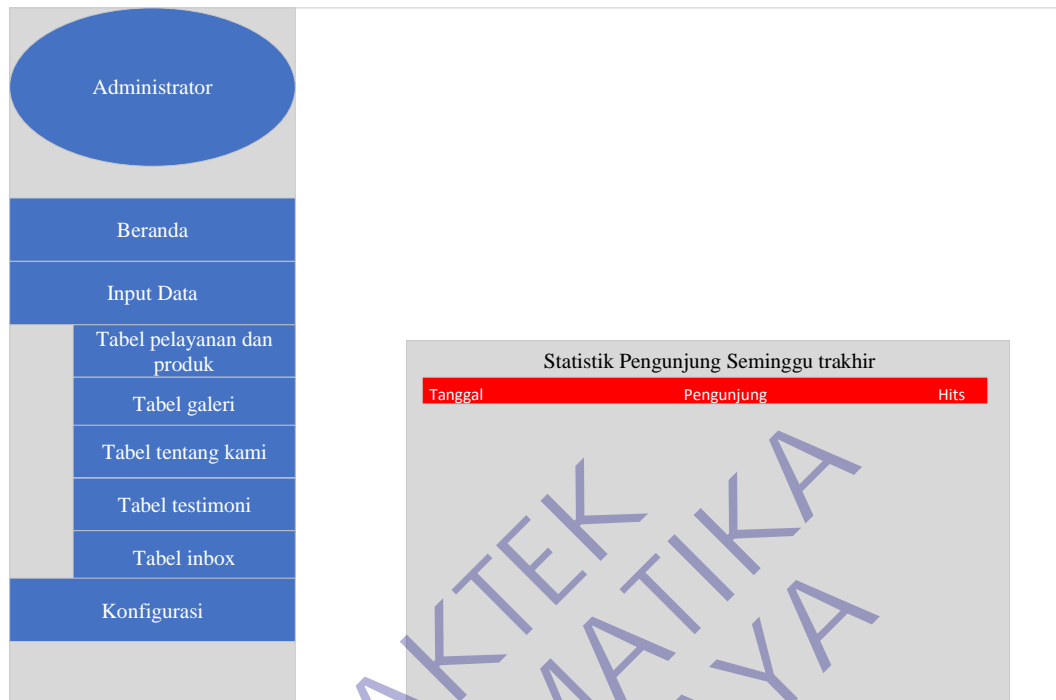 Administrator
Beranda
Input Data
Tabel pelayanan dan
produk
Tabel galeri
Tabel tentang kami
Tabel testimoni
Tabel inbox
Konfigurasi
Statistik Pengunjung Seminggu trakhir
Tanggal Pengunjung Hits